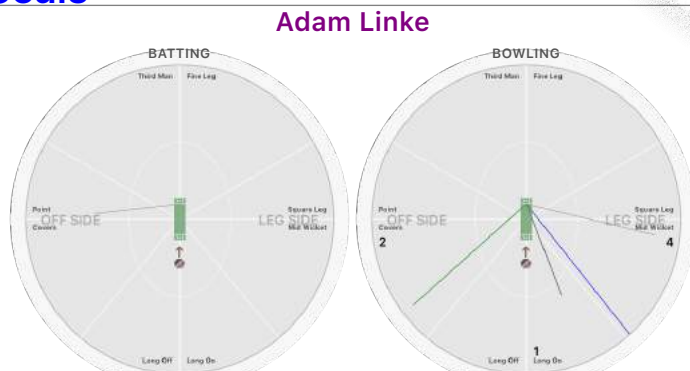 Adam Linke
BATTING
BOWLING
Third Man Fine Leg
Third Man Fine Leg
Point
OFF SIDE
Covers
Square Leg
LEG SIDE
Mid Wicket
Point
OFF SIDE
Covers
2
Square Leg
LEG SIDE
Mid Wicket
4
Long Off Long On
1
Long Off Long On